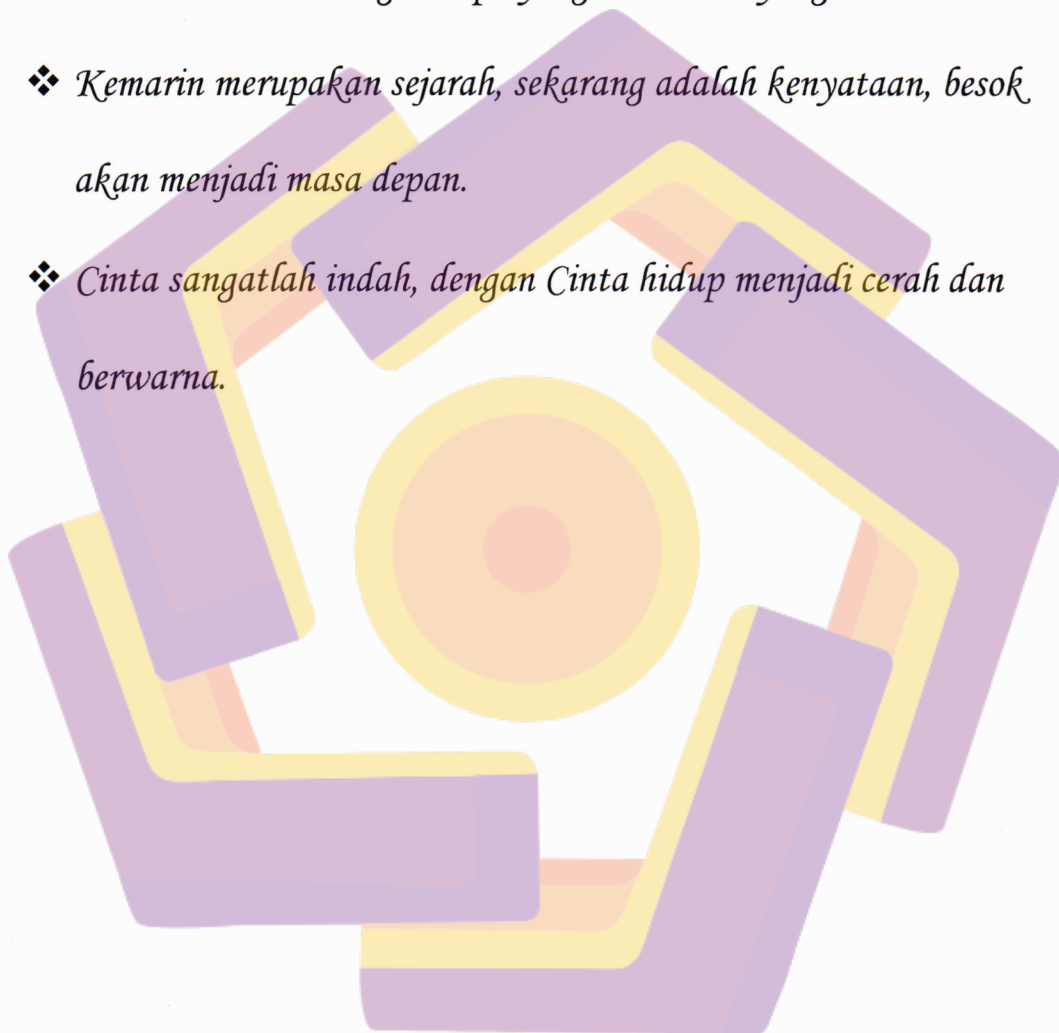 ❖ Kemarin merupakan sejarah, sekarang adalah kenyataan, besok
akan menjadi masa depan.
❖ Cinta sangatlah indah, dengan Cinta hidup menjadi cerah dan
berwarna.